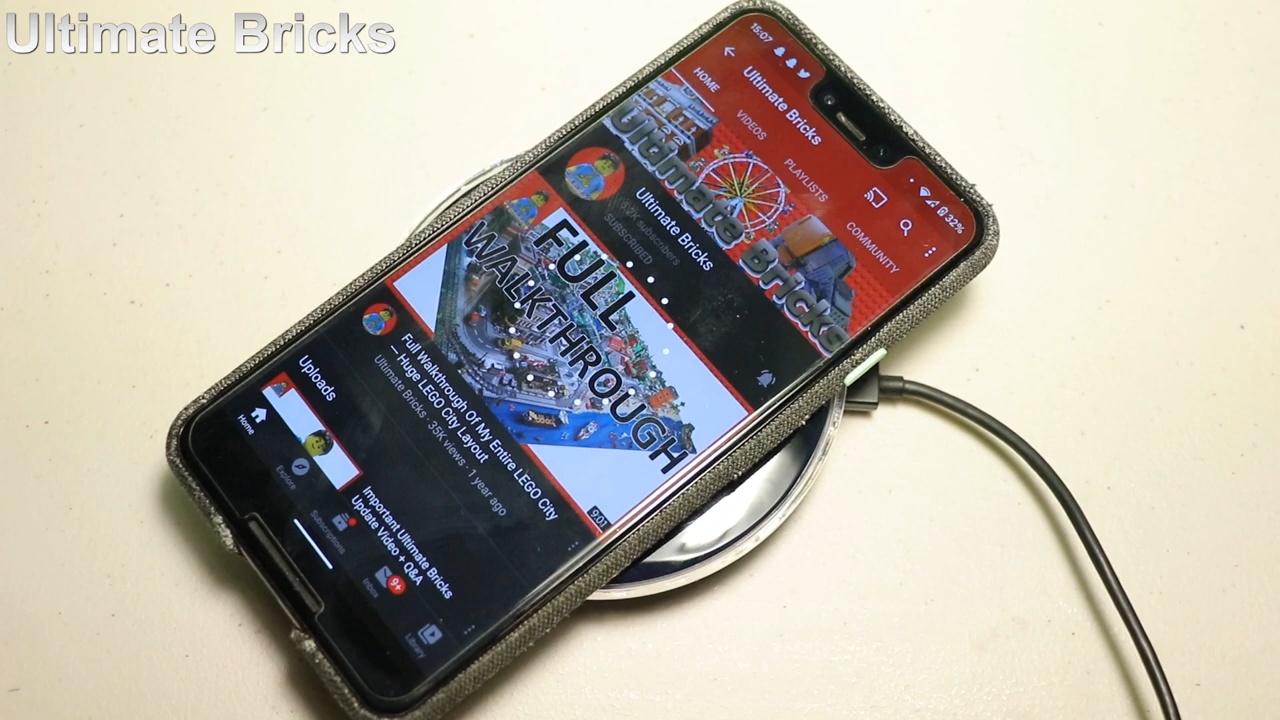 Ultimate Bricks
15:07
32%
Ultimate Bricks
HOME
VIDEOS
PLAYLISTS
COMMUNITY
Ultimate Bricks
Ultimate Bricks
subscribers
SUBSCRIBED
FULL
WALKTHROUGH
9:01
Full Walkthrough Of My Entire LEGO City
– Huge LEGO City Layout
Ultimate Bricks · 35K views · 1 year ago
Uploads
Important Ultimate Bricks
Update Video + Q&A
Home
Explore
Subscriptions
9+
Inbox
Library